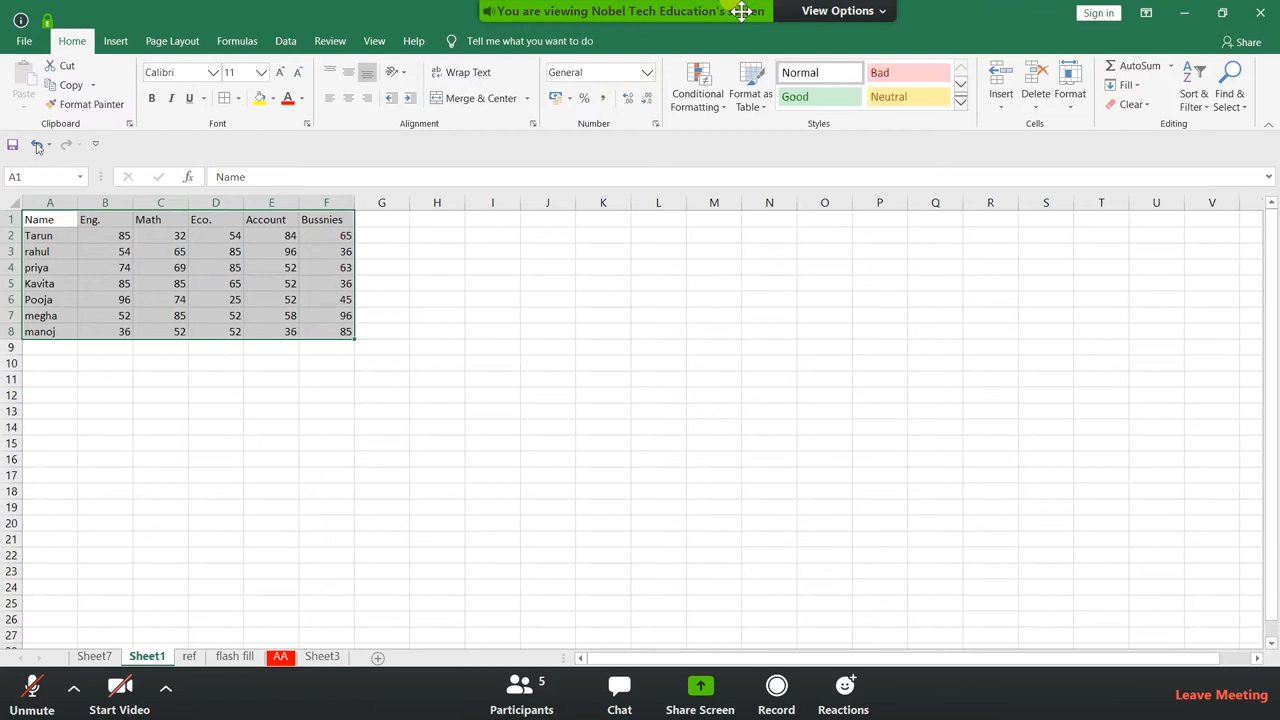 You are viewing Nobel Tech Education's
View Options
Sign in
File Home Insert Page Layout Formulas Data Review View Help Tell me what you want to do
Share
Paste
Cut
Copy
Format Painter
Clipboard
Calibri 11
B I U
Font
Wrap Text
Merge & Center
Alignment
General
%
Number
Conditional Formatting
Format as Table
Normal
Bad
Good
Neutral
Styles
Insert
Delete
Format
Cells
AutoSum
Fill
Clear
Sort & Filter
Find & Select
Editing
A1 fx Name
A B C D E F G H I J K L M N O P Q R S T U V
1 Name Eng. Math Eco. Account Bussnies
2 Tarun 85 32 54 84 65
3 rahul 54 65 85 96 36
4 priya 74 69 85 52 63
5 Kavita 85 85 65 52 36
6 Pooja 96 74 25 52 45
7 megha 52 85 52 58 96
8 manoj 36 52 52 36 85
9
10
11
12
13
14
15
16
17
18
19
20
21
22
23
24
25
26
27
Sheet7 Sheet1 ref flash fill AA Sheet3
Unmute
Start Video
5
Participants
Chat
Share Screen
Record
Reactions
Leave Meeting